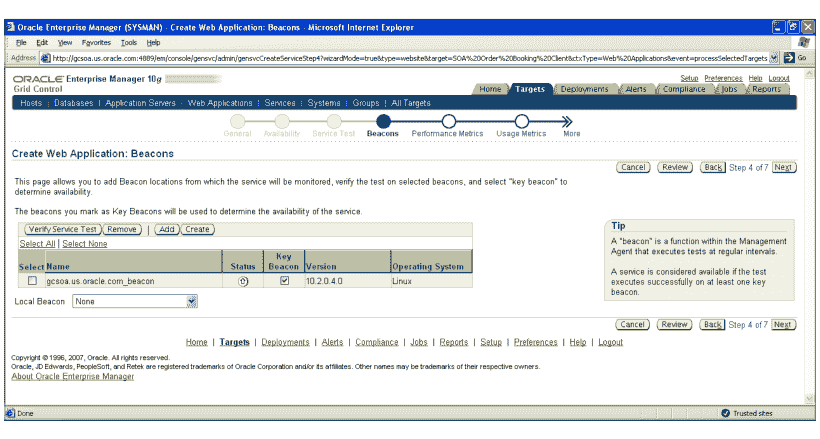 Oracle Enterprise Manager (SYSMAN) - Create Web Application: Beacons - Microsoft Internet Explorer
File Edit View Favorites Tools Help
Address http://gcsoa.us.oracle.com:4889/em/console/gensvc/admin/gensvcCreateServiceStep4?wizardMode=true&type=website&target=SOA%20Order%20Booking%20Client&ctxType=Web%20Applications&event=processSelectedTargets Go
ORACLE Enterprise Manager 10g
Grid Control
Setup Preferences Help Logout
Home Targets Deployments Alerts Compliance Jobs Reports
Hosts | Databases | Application Servers | Web Applications | Services | Systems | Groups | All Targets
General Availability Service Test Beacons Performance Metrics Usage Metrics More
Create Web Application: Beacons
Cancel Review Back Step 4 of 7 Next
This page allows you to add Beacon locations from which the service will be monitored, verify the test on selected beacons, and select "key beacon" to
determine availability.
The beacons you mark as Key Beacons will be used to determine the availability of the service.
Verify Service Test Remove | Add Create
Select All | Select None
Select Name Status Key Beacon Version Operating System
gcsoa.us.oracle.com_beacon 10.2.0.4.0 Linux
Local Beacon None
Tip
A "beacon" is a function within the Management
Agent that executes tests at regular intervals.
A service is considered available if the test
executes successfully on at least one key
beacon.
Cancel Review Back Step 4 of 7 Next
Home | Targets | Deployments | Alerts | Compliance | Jobs | Reports | Setup | Preferences | Help | Logout
Copyright © 1996, 2007, Oracle. All rights reserved.
Oracle, JD Edwards, PeopleSoft, and Retek are registered trademarks of Oracle Corporation and/or its affiliates. Other names may be trademarks of their respective owners.
About Oracle Enterprise Manager
Done Trusted sites